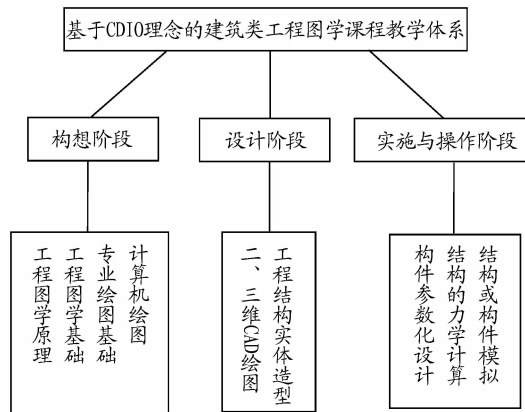 基于CDIO理念的建筑类工程图学课程教学体系
构想阶段
设计阶段
实施与操作阶段
工程图学原理
工程图学基础
专业绘图基础
计算机绘图
二、三维CAD绘图
工程结构实体造型
构件参数化设计
结构的力学计算
结构或构件模拟